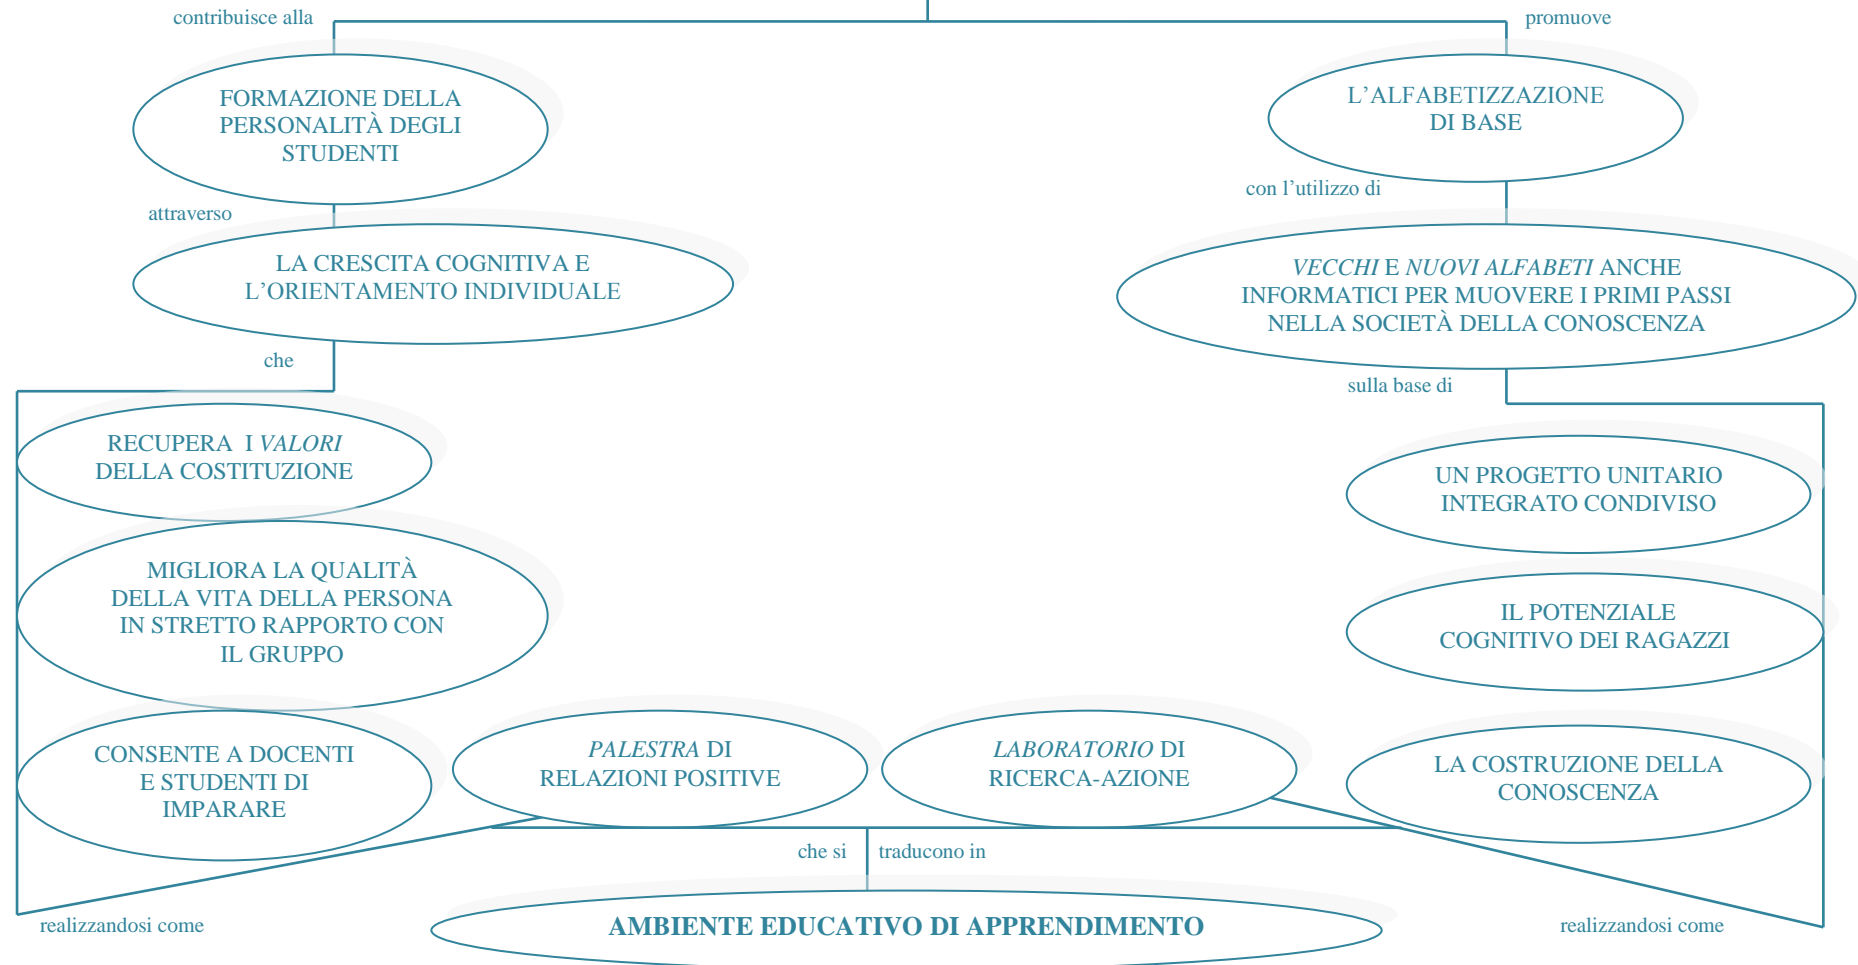 contribuisce alla
promuove
FORMAZIONE DELLA
PERSONALITÀ DEGLI
STUDENTI
L'ALFABETIZZAZIONE
DI BASE
attraverso
con l'utilizzo di
LA CRESCITA COGNITIVA E
L'ORIENTAMENTO INDIVIDUALE
VECCHI E NUOVI ALFABETI ANCHE
INFORMATICI PER MUOVERE I PRIMI PASSI
NELLA SOCIETÀ DELLA CONOSCENZA
che
sulla base di
RECUPERA I VALORI
DELLA COSTITUZIONE
UN PROGETTO UNITARIO
INTEGRATO CONDIVISO
MIGLIORA LA QUALITÀ
DELLA VITA DELLA PERSONA
IN STRETTO RAPPORTO CON
IL GRUPPO
IL POTENZIALE
COGNITIVO DEI RAGAZZI
CONSENTE A DOCENTI
E STUDENTI DI
IMPARARE
PALESTRA DI
RELAZIONI POSITIVE
LABORATORIO DI
RICERCA-AZIONE
LA COSTRUZIONE DELLA
CONOSCENZA
che si traducono in
realizzandosi come
AMBIENTE EDUCATIVO DI APPRENDIMENTO
realizzandosi come